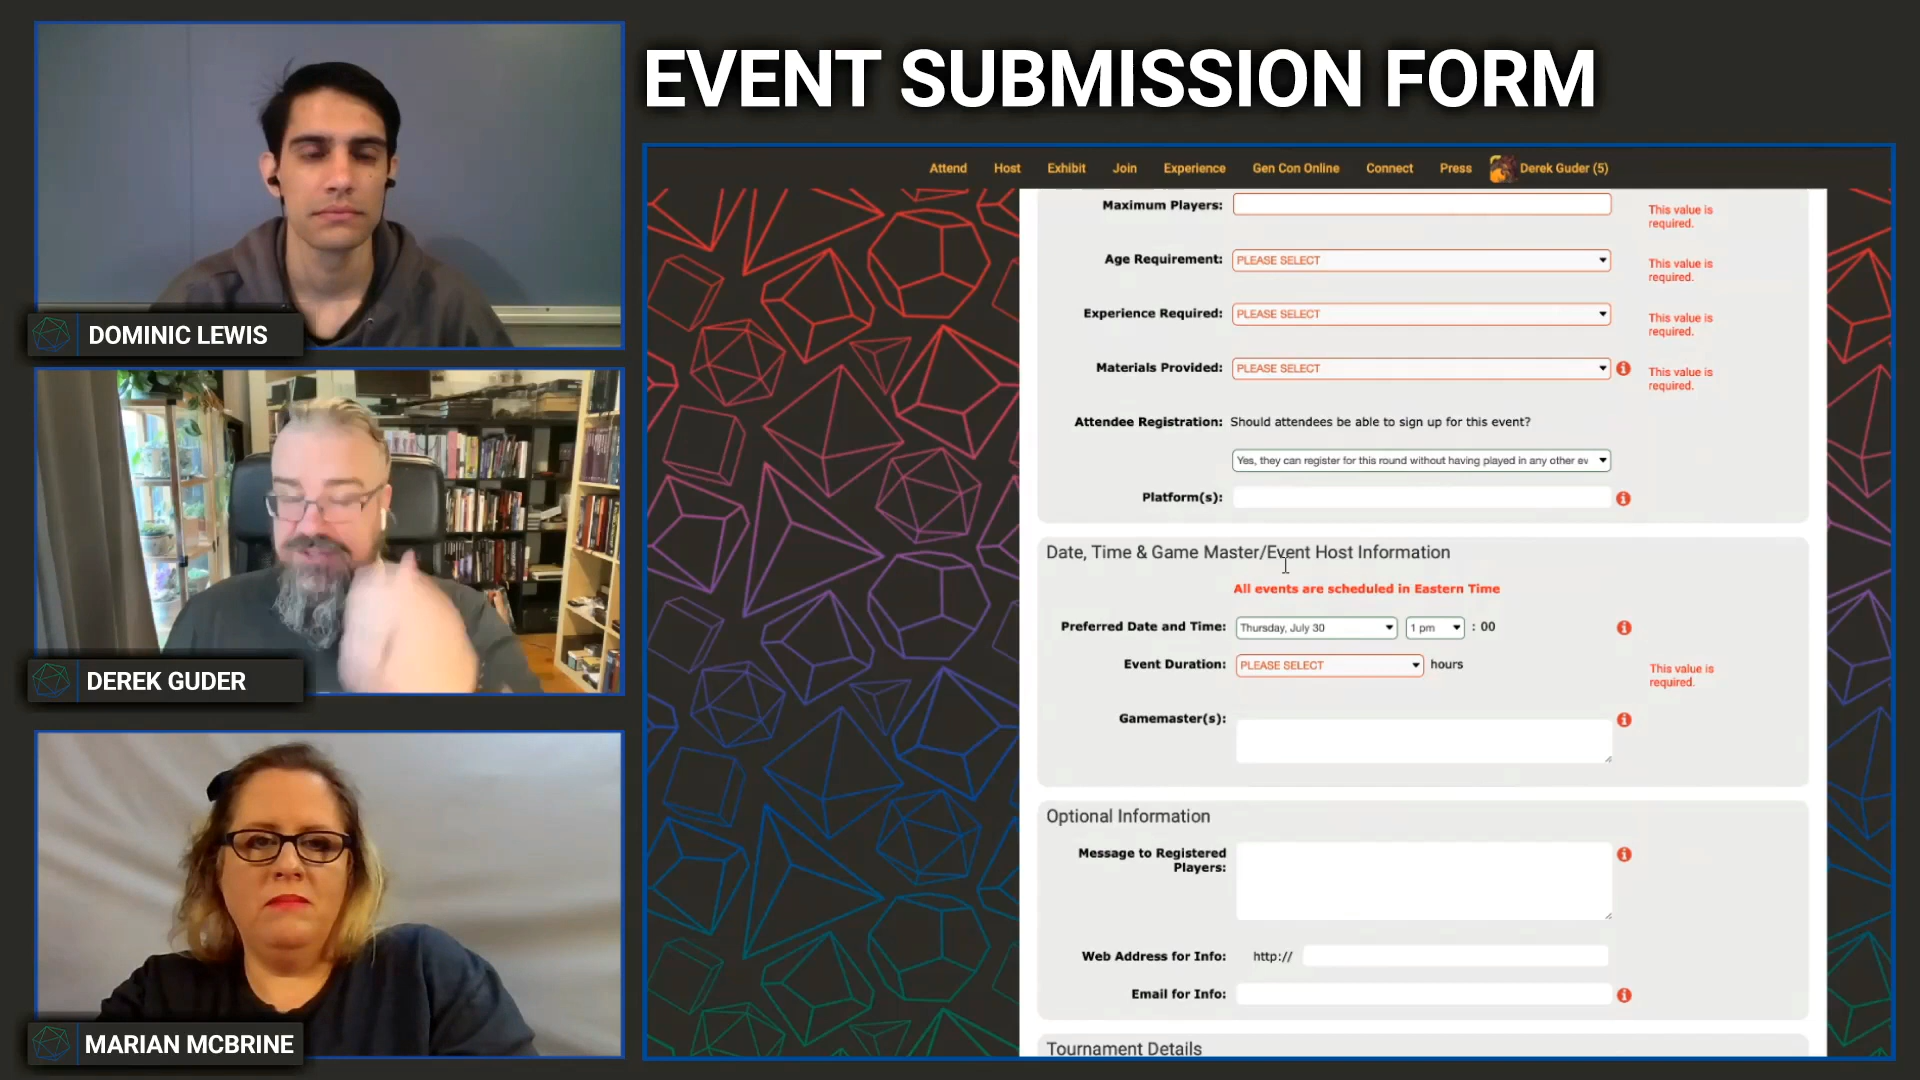 EVENT SUBMISSION FORM
DOMINIC LEWIS
DEREK GUDER
MARIAN MCBRINE
Attend Host Exhibit Join Experience Gen Con Online Connect Press Derek Guder (5)
Maximum Players:
This value is
required.
Age Requirement: PLEASE SELECT
This value is
required.
Experience Required: PLEASE SELECT
This value is
required.
Materials Provided: PLEASE SELECT
This value is
required.
Attendee Registration: Should attendees be able to sign up for this event?
Yes, they can register for this round without having played in any other ev
Platform(s):
Date, Time & Game Master/Event Host Information
All events are scheduled in Eastern Time
Preferred Date and Time: Thursday, July 30 1 pm : 00
Event Duration: PLEASE SELECT hours
This value is
required.
Gamemaster(s):
Optional Information
Message to Registered
Players:
Web Address for Info: http://
Email for Info:
Tournament Details